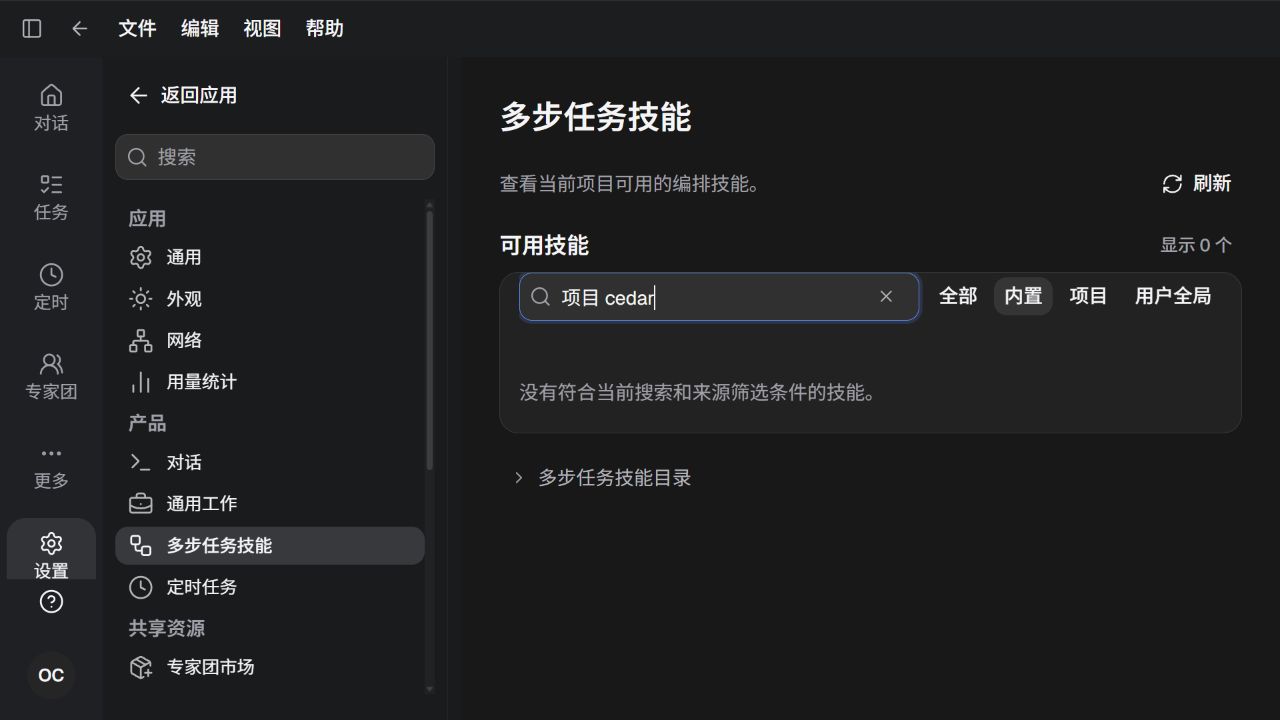 文件 编辑 视图 帮助
对话
任务
定时
专家团
更多
设置
OC
返回应用
搜索
应用
通用
外观
网络
用量统计
产品
对话
通用工作
多步任务技能
定时任务
共享资源
专家团市场
多步任务技能
查看当前项目可用的编排技能。
刷新
可用技能
显示 0 个
项目 cedar
全部 内置 项目 用户全局
没有符合当前搜索和来源筛选条件的技能。
多步任务技能目录